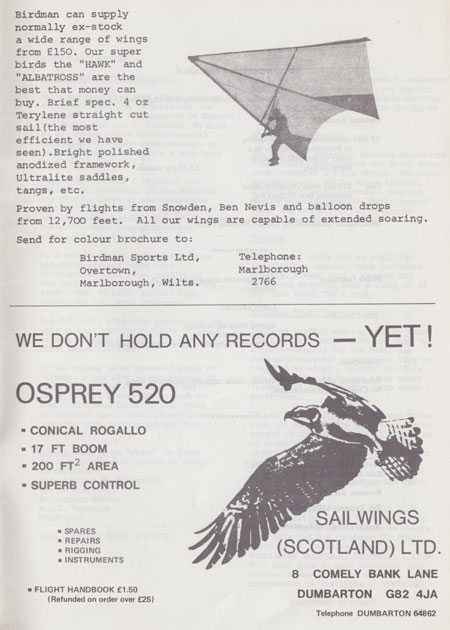 Birdman can supply
normally ex-stock
a wide range of wings
from £150. Our super
birds the "HAWK" and
"ALBATROSS" are the
best that money can
buy. Brief spec. 4 oz
Terylene straight cut
sail(the most
efficient we have
seen).Bright polished
anodized framework,
Ultralite saddles,
tangs, etc.
Proven by flights from Snowden, Ben Nevis and balloon drops
from 12,700 feet. All our wings are capable of extended soaring.
Send for colour brochure to:
Birdman Sports Ltd,
Overtown,
Marlborough, Wilts.
Telephone:
Marlborough
2766
WE DON'T HOLD ANY RECORDS — YET!
OSPREY 520
▪ CONICAL ROGALLO
▪ 17 FT BOOM
▪ 200 FT² AREA
▪ SUPERB CONTROL
▪ SPARES
▪ REPAIRS
▪ RIGGING
▪ INSTRUMENTS
▪ FLIGHT HANDBOOK £1.50
(Refunded on order over £25)
SAILWINGS
(SCOTLAND) LTD.
8 COMELY BANK LANE
DUMBARTON G82 4JA
Telephone DUMBARTON 64862